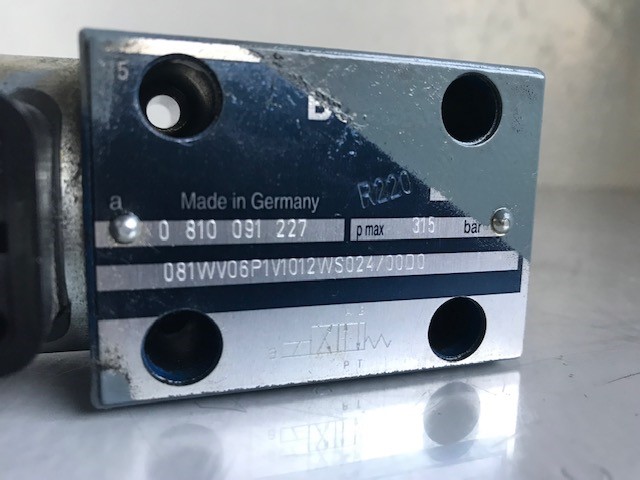 5
R220
a Made in Germany
0 810 091 227 p max 315 bar
081WV06P1V1012WS024/00D0